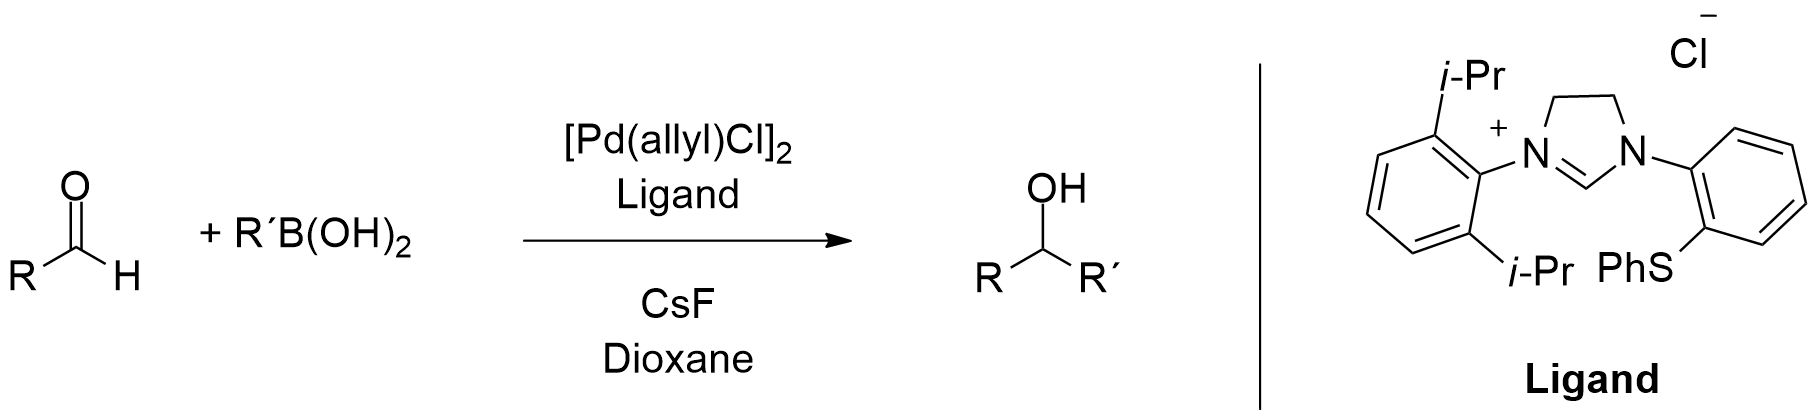 O
R
H
+ R´B(OH)2
[Pd(allyl)Cl]2
Ligand
CsF
Dioxane
OH
R
R´
Cl
−
i-Pr
+
N
N
i-Pr
PhS
Ligand